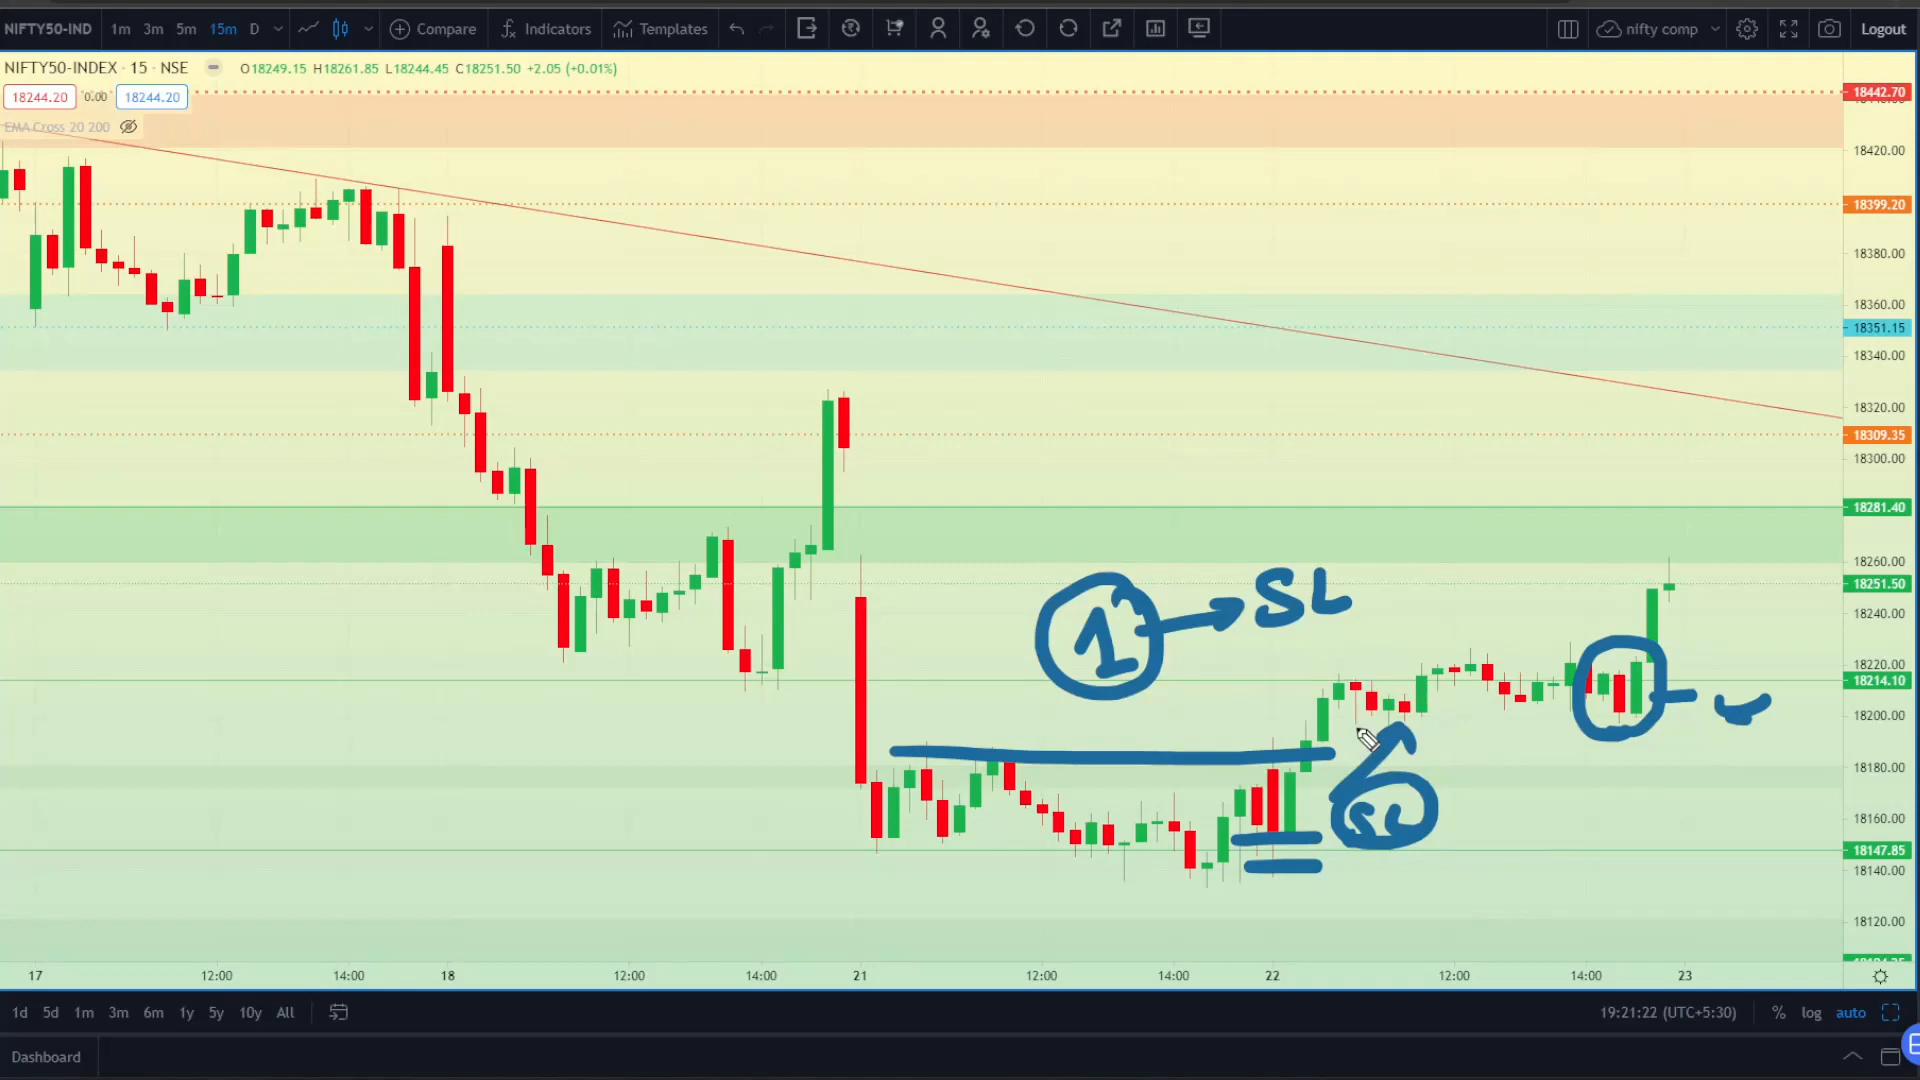 NIFTY50-IND 1m 3m 5m 15m D Compare Indicators Templates nifty comp Logout
NIFTY50-INDEX · 15 · NSE O18249.15 H18261.85 L18244.45 C18251.50 +2.05 (+0.01%)
18244.20 0.00 18244.20
EMA Cross 20 200
18442.70
18420.00
18399.20
18380.00
18360.00
18351.15
18340.00
18320.00
18309.35
18300.00
18281.40
18260.00
18251.50
18240.00
18220.00
18214.10
18200.00
18180.00
18160.00
18147.85
18140.00
18120.00
1 SL
SL
17 12:00 14:00 18 12:00 14:00 21 12:00 14:00 22 12:00 14:00 23
1d 5d 1m 3m 6m 1y 5y 10y All 19:21:22 (UTC+5:30) % log auto
Dashboard